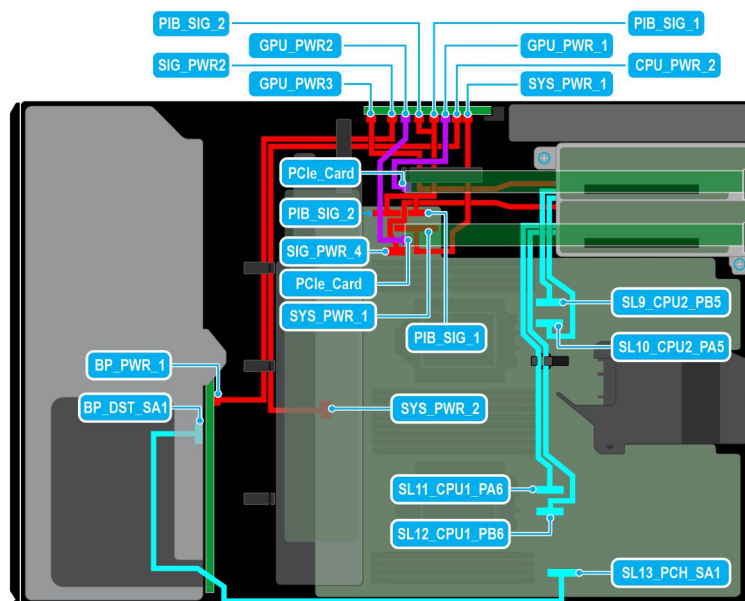 PIB_SIG_2
PIB_SIG_1
GPU_PWR2
GPU_PWR_1
SIG_PWR2
CPU_PWR_2
GPU_PWR3
SYS_PWR_1
PCIe_Card
PIB_SIG_2
SIG_PWR_4
PCIe_Card
SYS_PWR_1
PIB_SIG_1
SL9_CPU2_PB5
SL10_CPU2_PA5
BP_PWR_1
BP_DST_SA1
SYS_PWR_2
SL11_CPU1_PA6
SL12_CPU1_PB6
SL13_PCH_SA1